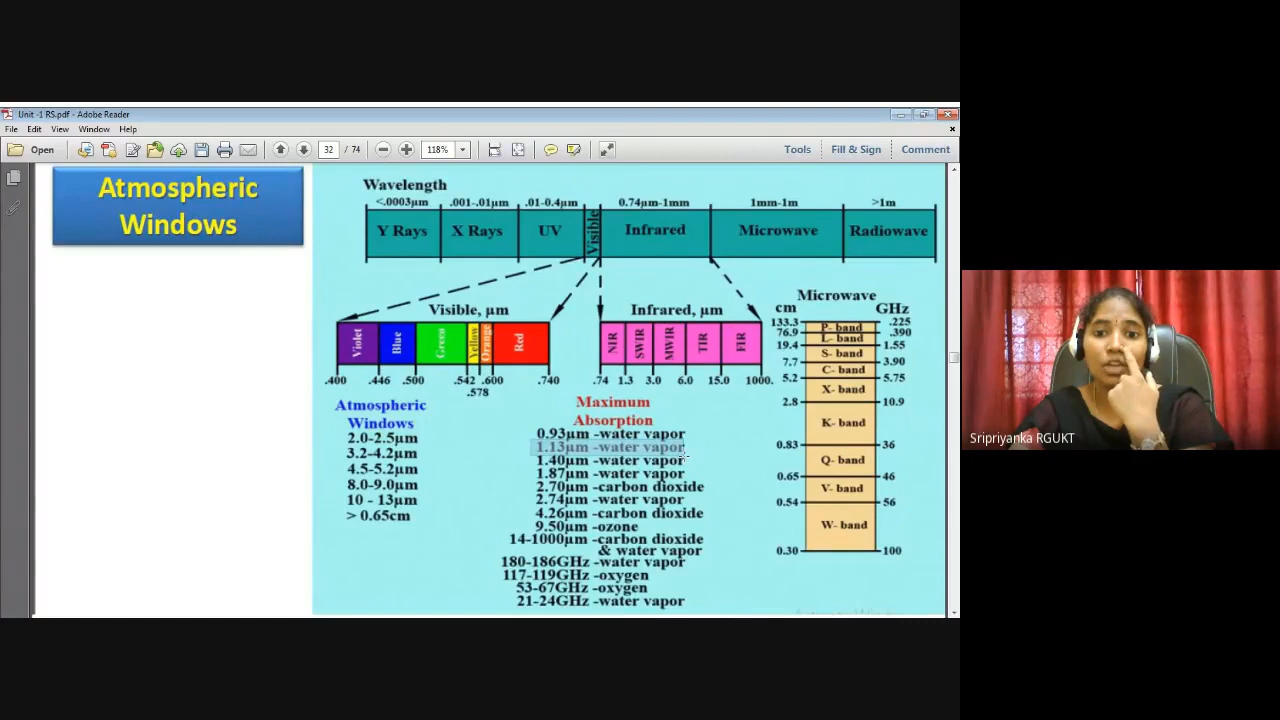 Unit -1 RS.pdf - Adobe Reader
File Edit View Window Help
Open 32 / 74 118% Tools Fill & Sign Comment
Atmospheric
Windows
Wavelength
<.0003µm .001-.01µm .01-0.4µm 0.74µm-1mm 1mm-1m >1m
Y Rays X Rays UV Visible Infrared Microwave Radiowave
Visible, µm
Violet Blue Green Yellow Orange Red
.400 .446 .500 .542 .578 .600 .740
Infrared, µm
NIR SWIR MWIR TIR FIR
.74 1.3 3.0 6.0 15.0 1000.
Microwave
cm GHz
133.3 P- band .225
76.9 L- band .390
19.4 S- band 1.55
7.7 C- band 3.90
5.2 X- band 5.75
2.8 K- band 10.9
0.83 Q- band 36
0.65 V- band 46
0.54 W- band 56
0.30 100
Atmospheric
Windows
2.0-2.5µm
3.2-4.2µm
4.5-5.2µm
8.0-9.0µm
10 - 13µm
> 0.65cm
Maximum
Absorption
0.93µm -water vapor
1.13µm -water vapor
1.40µm -water vapor
1.87µm -water vapor
2.70µm -carbon dioxide
2.74µm -water vapor
4.26µm -carbon dioxide
9.50µm -ozone
14-1000µm -carbon dioxide
& water vapor
180-186GHz -water vapor
117-119GHz -oxygen
53-67GHz -oxygen
21-24GHz -water vapor
Sripriyanka RGUKT